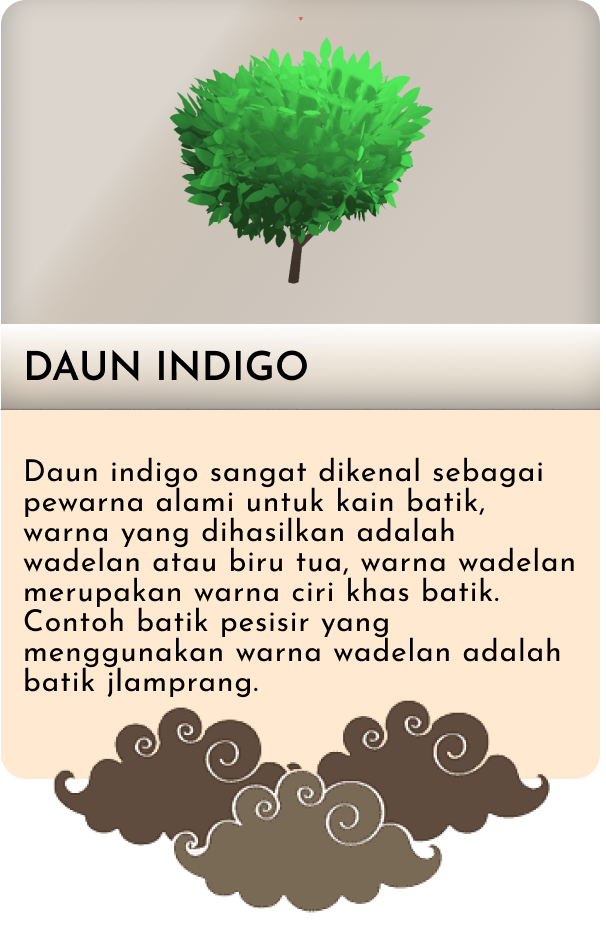 DAUN INDIGO
Daun indigo sangat dikenal sebagai
pewarna alami untuk kain batik,
warna yang dihasilkan adalah
wadelan atau biru tua, warna wadelan
merupakan warna ciri khas batik.
Contoh batik pesisir yang
menggunakan warna wadelan adalah
batik jlamprang.